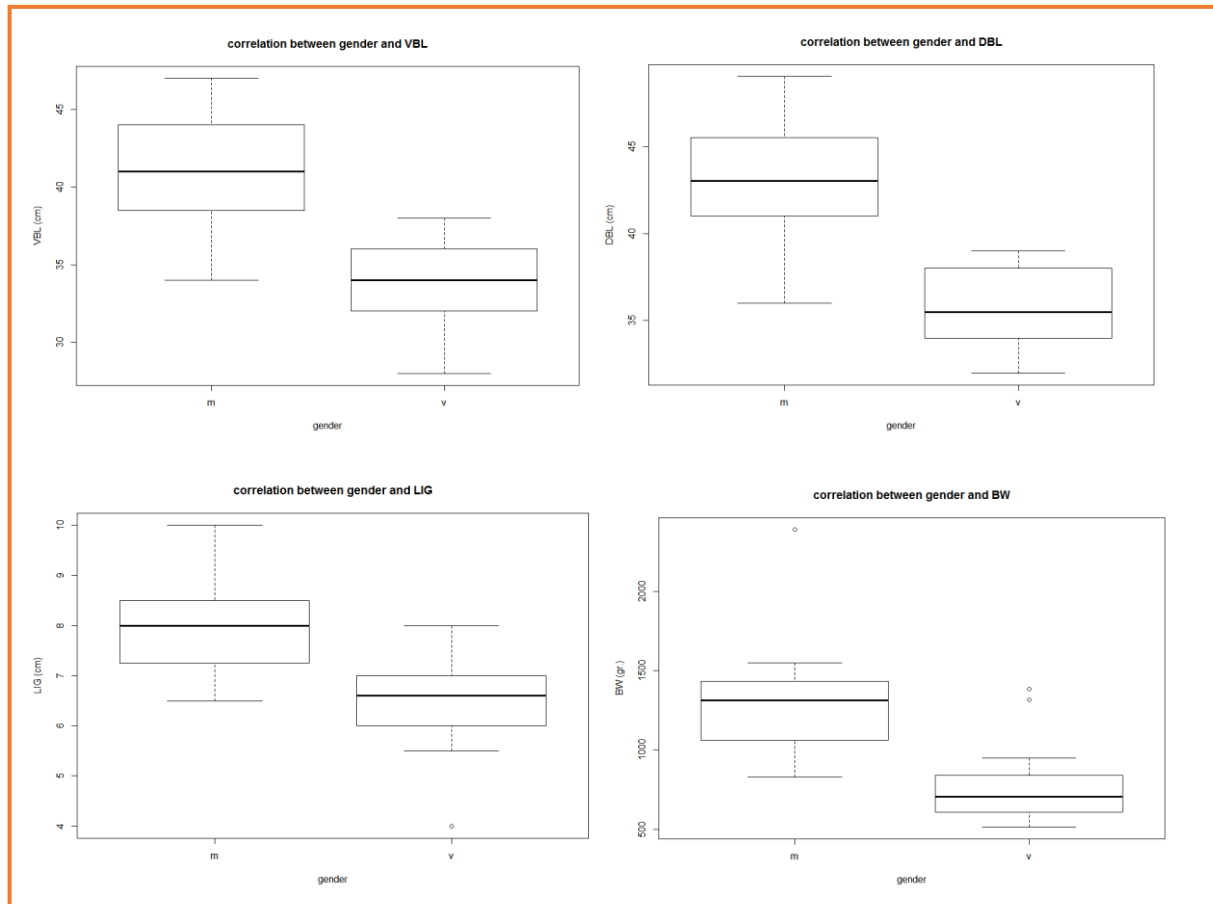 correlation between gender and VBL
VBL (cm)
45
40
35
30
m
v
gender
correlation between gender and DBL
DBL (cm)
45
40
35
m
v
gender
correlation between gender and LIG
LIG (cm)
10
9
8
7
6
5
4
m
v
gender
correlation between gender and BW
BW (gr.)
2000
1500
1000
500
m
v
gender